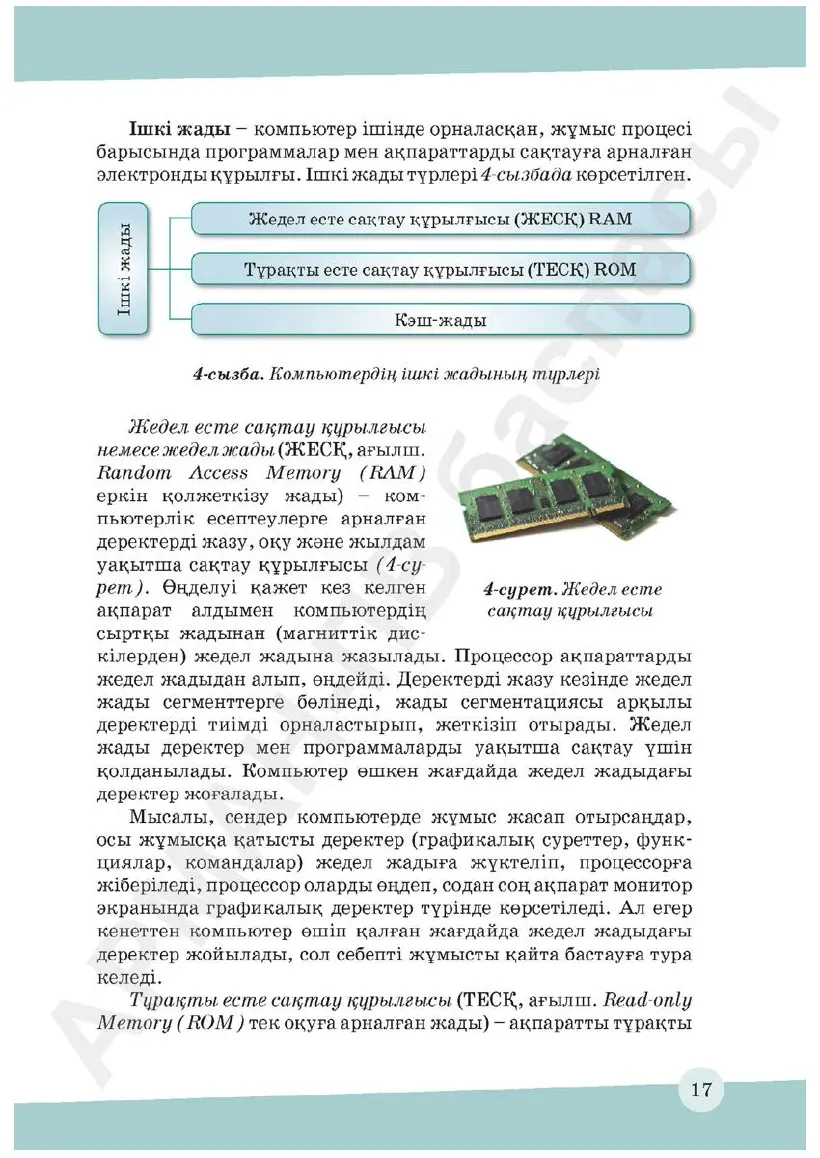 Ішкі жады – компьютер ішінде орналасқан, жұмыс процесі
барысында программалар мен ақпараттарды сақтауға арналған
электронды құрылғы. Ішкі жады түрлері 4-сызбада көрсетілген.
Ішкі жады
Жедел есте сақтау құрылғысы (ЖЕСҚ) RAM
Тұрақты есте сақтау құрылғысы (ТЕСҚ) ROM
Кэш-жады
4-сызба. Компьютердің ішкі жадының түрлері
Жедел есте сақтау құрылғысы
немесе жедел жады (ЖЕСҚ, ағылш.
Random Access Memory (RAM)
еркін қолжеткізу жады) – ком-
пьютерлік есептеулерге арналған
деректерді жазу, оқу және жылдам
уақытша сақтау құрылғысы (4-су-
рет). Өңделуі қажет кез келген
ақпарат алдымен компьютердің
сыртқы жадынан (магниттік дис-
4-сурет. Жедел есте
сақтау құрылғысы
кілерден) жедел жадына жазылады. Процессор ақпараттарды
жедел жадыдан алып, өңдейді. Деректерді жазу кезінде жедел
жады сегменттерге бөлінеді, жады сегментациясы арқылы
деректерді тиімді орналастырып, жеткізіп отырады. Жедел
жады деректер мен программаларды уақытша сақтау үшін
қолданылады. Компьютер өшкен жағдайда жедел жадыдағы
деректер жоғалады.
Мысалы, сендер компьютерде жұмыс жасап отырсаңдар,
осы жұмысқа қатысты деректер (графикалық суреттер, функ-
циялар, командалар) жедел жадыға жүктеліп, процессорға
жіберіледі, процессор оларды өңдеп, содан соң ақпарат монитор
экранында графикалық деректер түрінде көрсетіледі. Ал егер
кенеттен компьютер өшіп қалған жағдайда жедел жадыдағы
деректер жойылады, сол себепті жұмысты қайта бастауға тура
келеді.
Тұрақты есте сақтау құрылғысы (ТЕСҚ, ағылш. Read-only
Memory (ROM) тек оқуға арналған жады) – ақпаратты тұрақты
17
АРМАН-ПВ баспасы